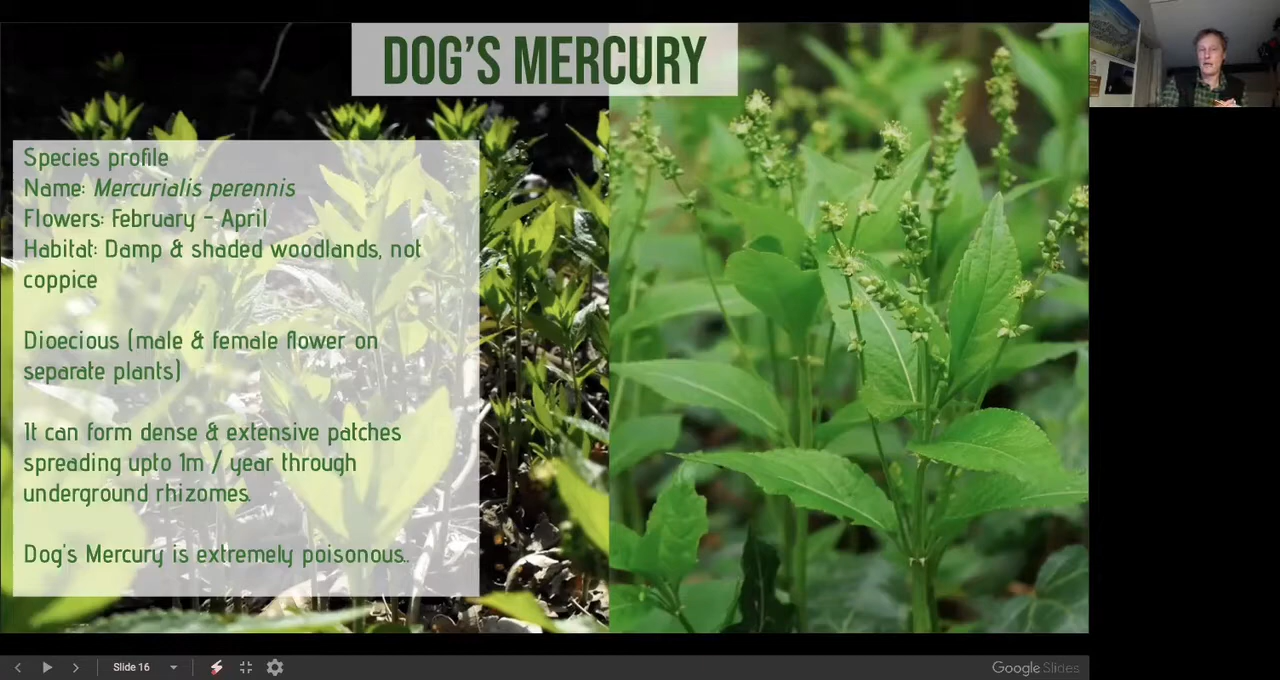 DOG'S MERCURY
Species profile
Name: Mercurialis perennis
Flowers: February - April
Habitat: Damp & shaded woodlands, not
coppice
Dioecious (male & female flower on
separate plants)
It can form dense & extensive patches
spreading upto 1m / year through
underground rhizomes.
Dog's Mercury is extremely poisonous..
Slide 16
Google Slides